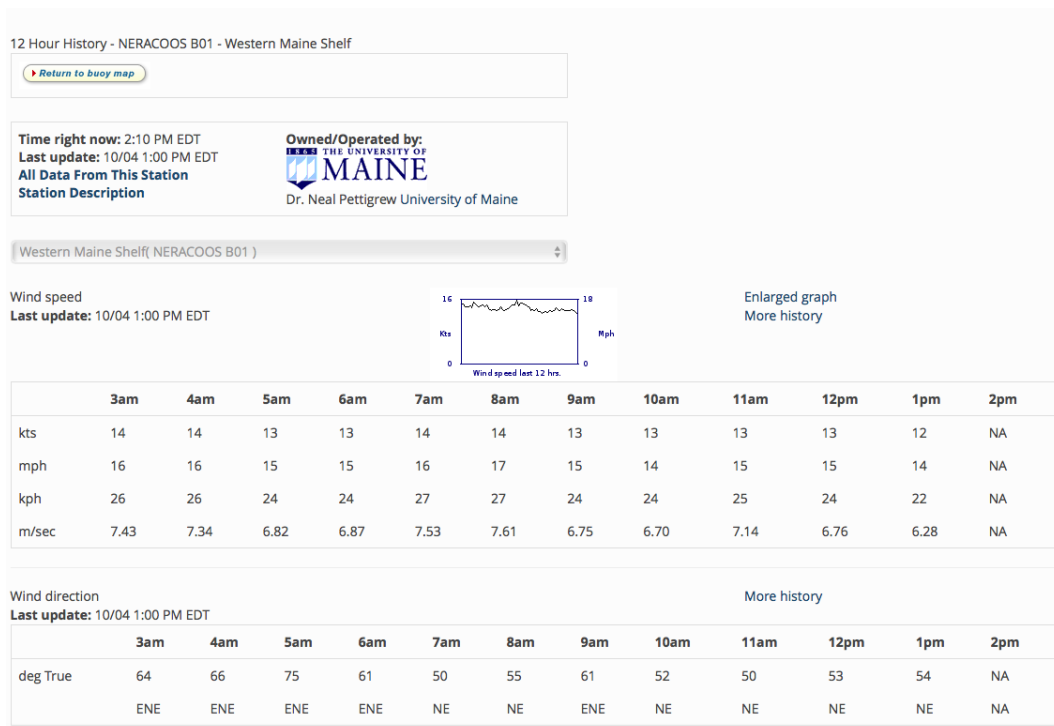 12 Hour History - NERACOOS B01 - Western Maine Shelf
Return to buoy map
Time right now: 2:10 PM EDT
Last update: 10/04 1:00 PM EDT
All Data From This Station
Station Description
Owned/Operated by:
1865 THE UNIVERSITY OF
MAINE
Dr. Neal Pettigrew University of Maine
Western Maine Shelf( NERACOOS B01 )
Wind speed
Last update: 10/04 1:00 PM EDT
16 18
Kts Mph
0 0
Wind speed last 12 hrs.
Enlarged graph
More history
3am 4am 5am 6am 7am 8am 9am 10am 11am 12pm 1pm 2pm
kts 14 14 13 13 14 14 13 13 13 13 12 NA
mph 16 16 15 15 16 17 15 14 15 15 14 NA
kph 26 26 24 24 27 27 24 24 25 24 22 NA
m/sec 7.43 7.34 6.82 6.87 7.53 7.61 6.75 6.70 7.14 6.76 6.28 NA
Wind direction
Last update: 10/04 1:00 PM EDT
More history
3am 4am 5am 6am 7am 8am 9am 10am 11am 12pm 1pm 2pm
deg True 64 66 75 61 50 55 61 52 50 53 54 NA
ENE ENE ENE ENE NE NE ENE NE NE NE NE NA